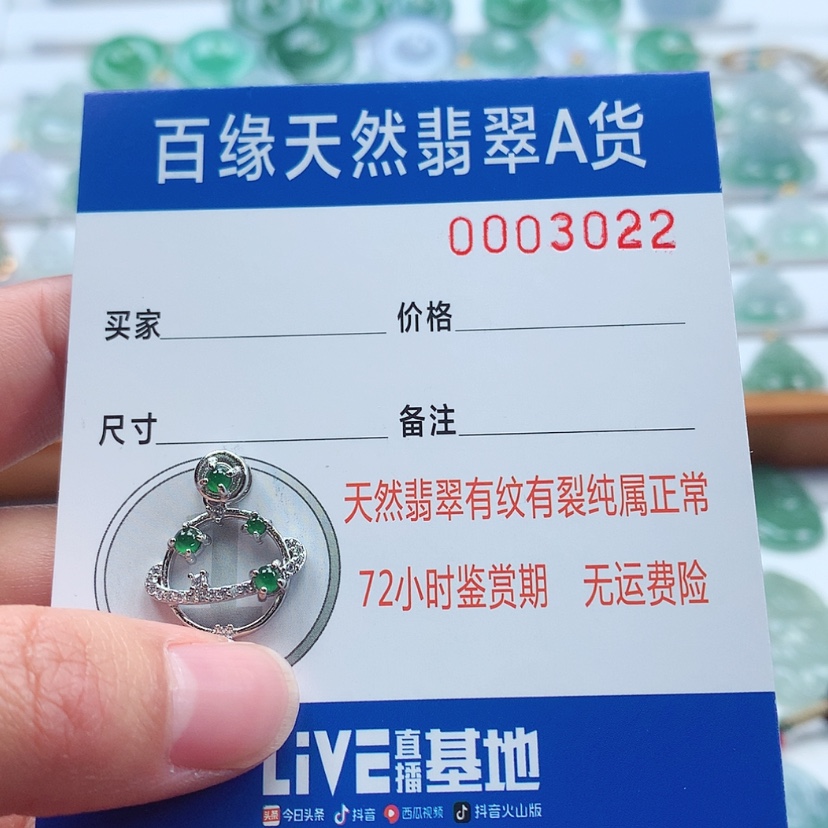 百缘天然翡翠A货
0003022
买家 价格
尺寸 备注
天然翡翠有纹有裂纯属正常
72小时鉴赏期 无运费险
LiVE直播基地
头条 今日头条 抖音 西瓜视频 抖音火山版